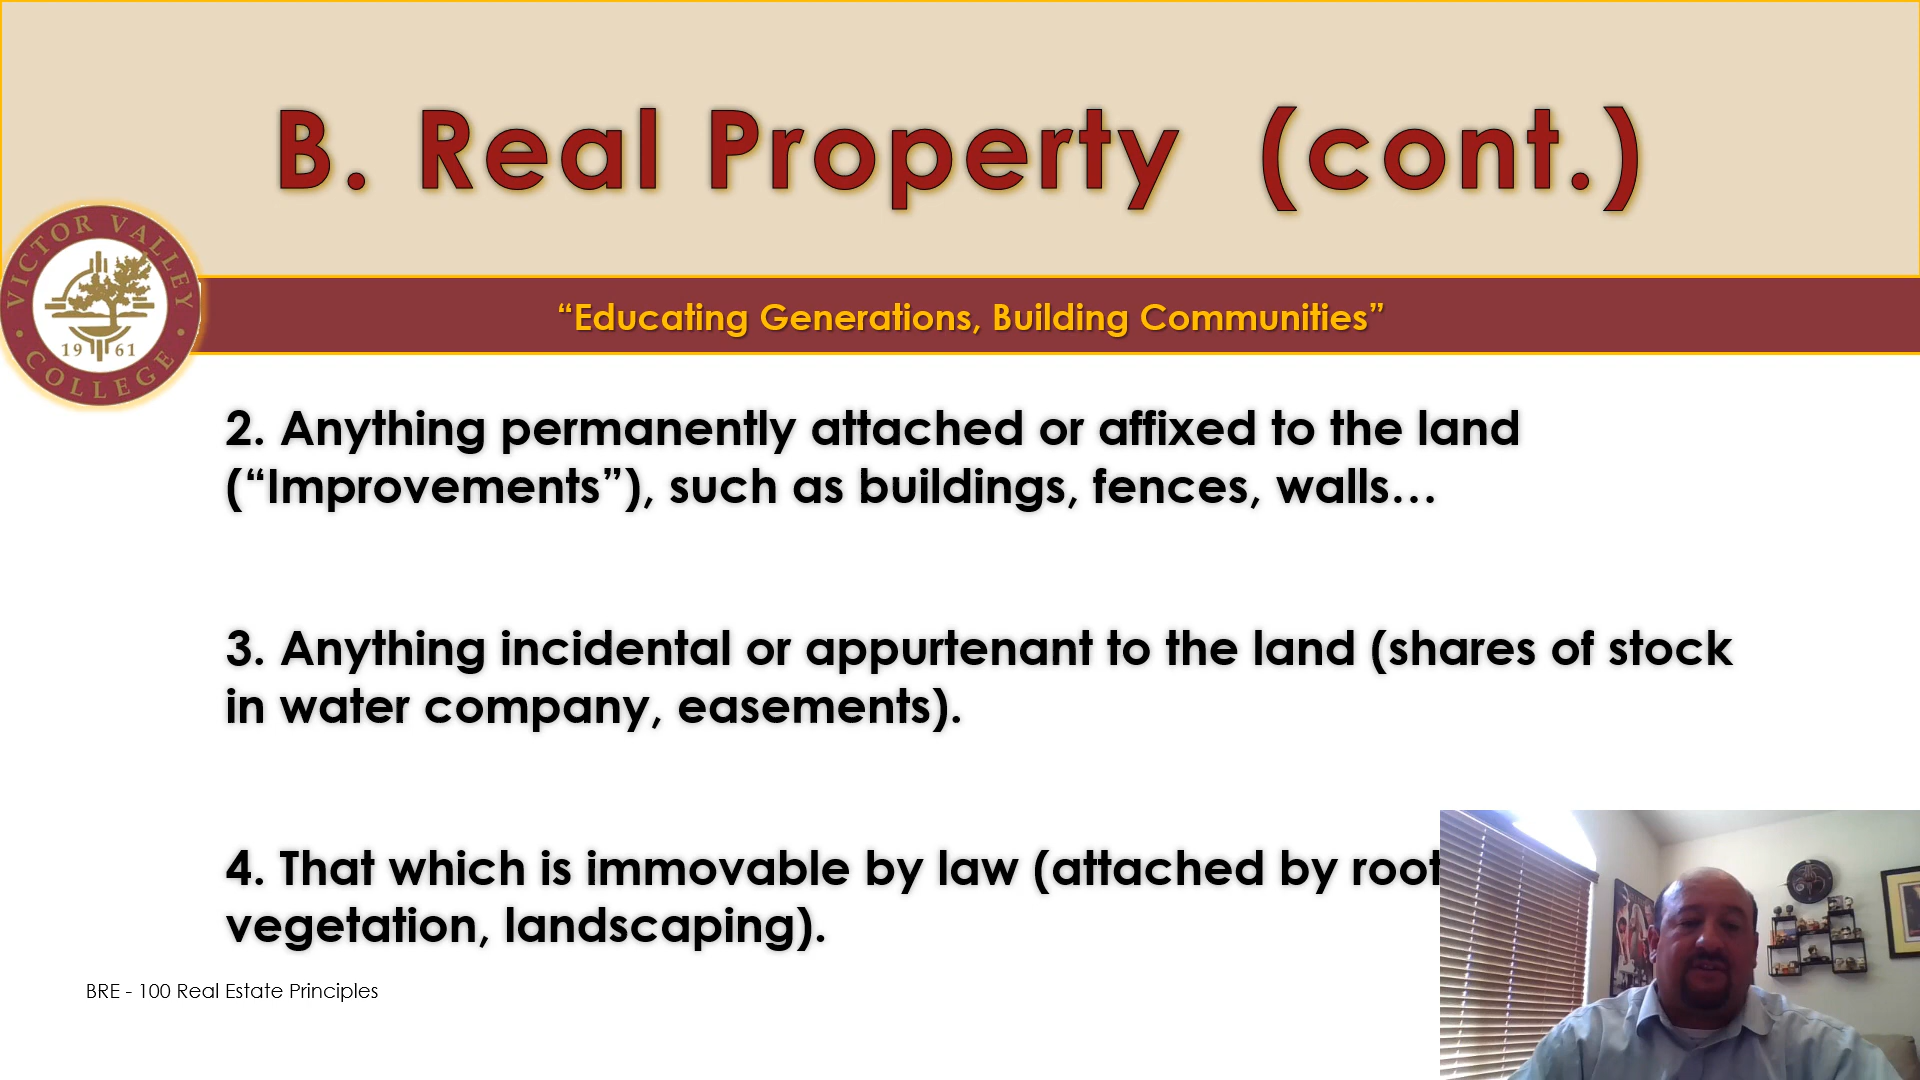 B. Real Property (cont.)
VICTOR VALLEY
19 61
COLLEGE
“Educating Generations, Building Communities”
2. Anything permanently attached or affixed to the land
(“Improvements”), such as buildings, fences, walls…
3. Anything incidental or appurtenant to the land (shares of stock
in water company, easements).
4. That which is immovable by law (attached by root
vegetation, landscaping).
BRE - 100 Real Estate Principles